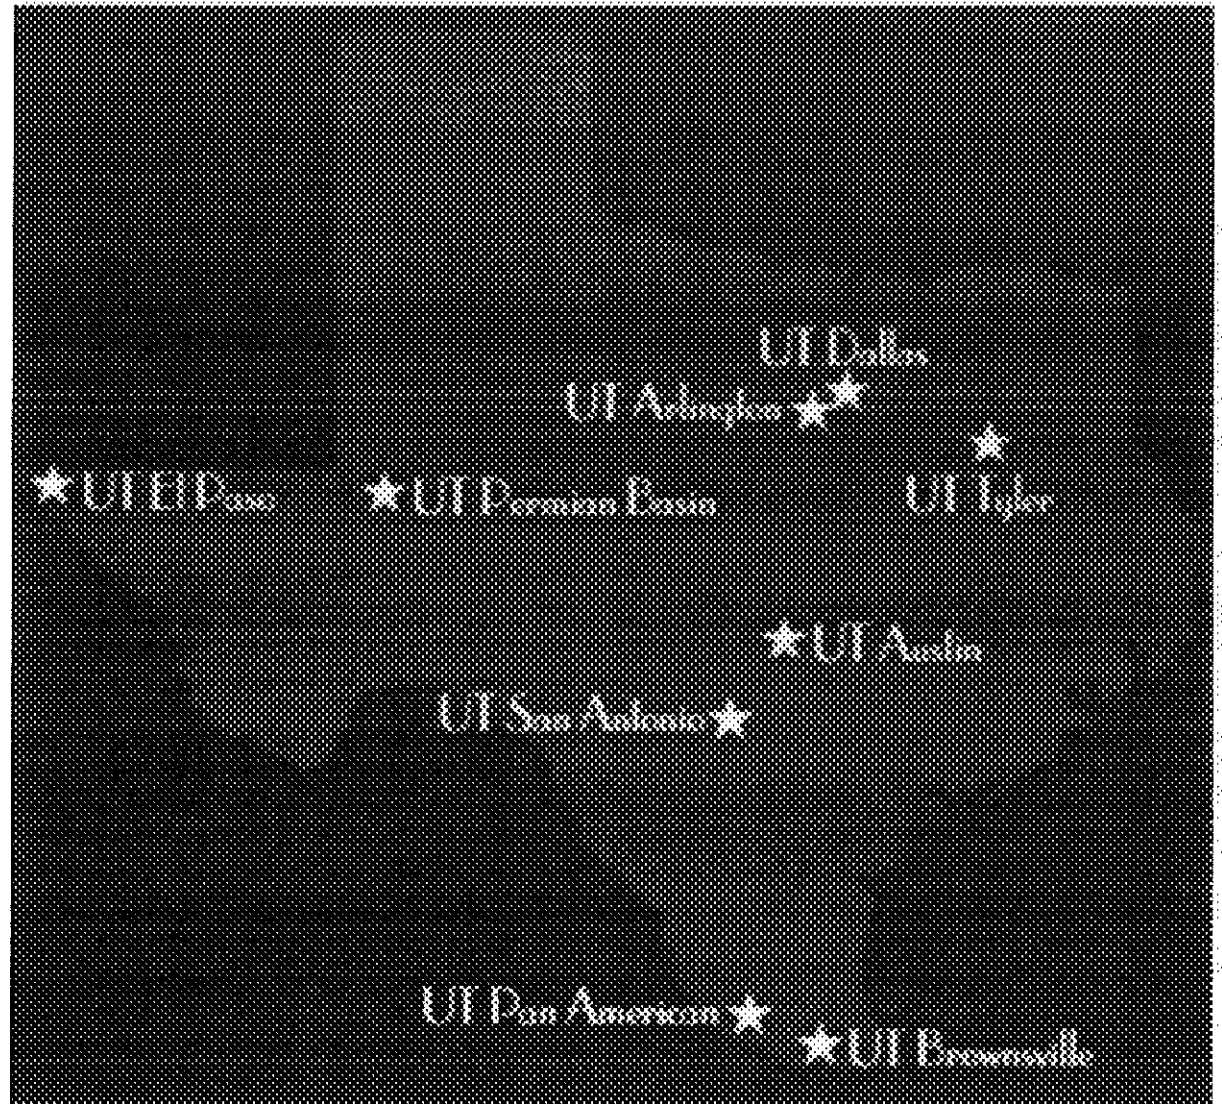 UT Dallas
UT Arlington
UT Tyler
UT El Paso
UT Permian Basin
UT Austin
UT San Antonio
UT Pan American
UT Brownsville